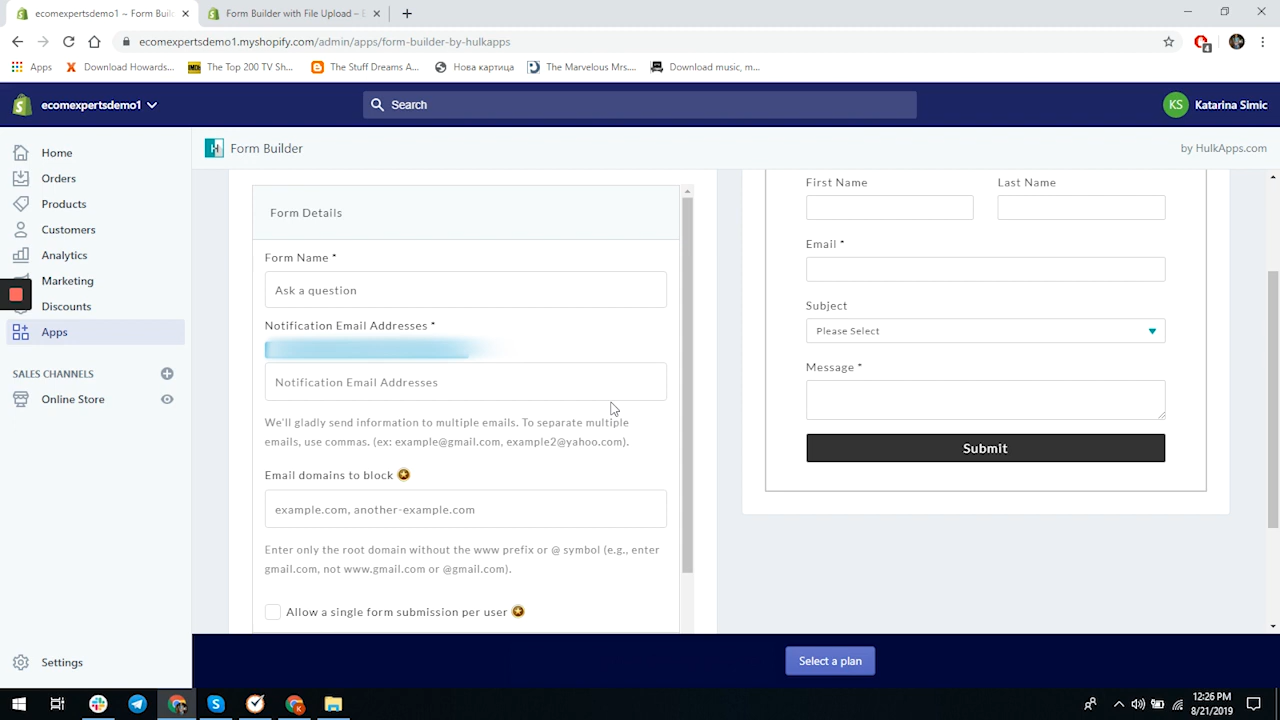 ecomexpertsdemo1 ~ Form Buil
Form Builder with File Upload – E
ecomexpertsdemo1.myshopify.com/admin/apps/form-builder-by-hulkapps
4
Apps
Download Howards...
IMDb
The Top 200 TV Sh...
The Stuff Dreams A...
Нова картица
The Marvelous Mrs....
Download music, m...
ecomexpertsdemo1
Search
KS
Katarina Simic
Home
Orders
Products
Customers
Analytics
Marketing
Discounts
Apps
SALES CHANNELS
Online Store
Settings
H Form Builder
by HulkApps.com
Form Details
Form Name *
Ask a question
Notification Email Addresses *
Notification Email Addresses
We'll gladly send information to multiple emails. To separate multiple
emails, use commas. (ex: example@gmail.com, example2@yahoo.com).
Email domains to block
example.com, another-example.com
Enter only the root domain without the www prefix or @ symbol (e.g., enter
gmail.com, not www.gmail.com or @gmail.com).
Allow a single form submission per user
First Name
Last Name
Email *
Subject
Please Select
Message *
Submit
Select a plan
12:26 PM
8/21/2019